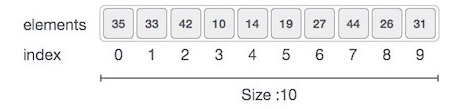 elements 35 33 42 10 14 19 27 44 26 31
index 0 1 2 3 4 5 6 7 8 9
Size :10